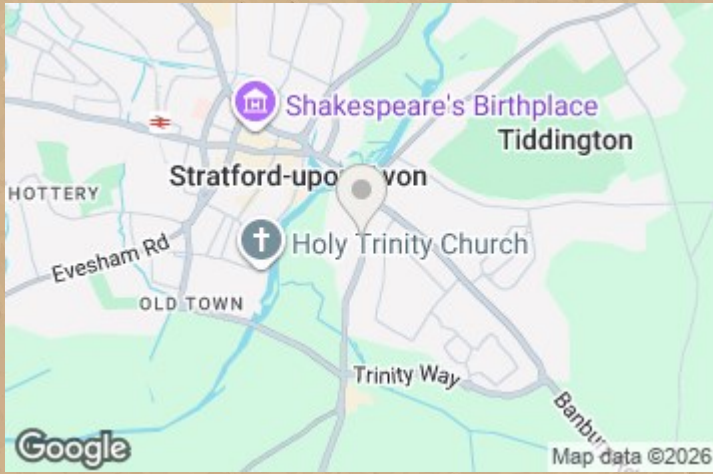 Shakespeare's Birthplace
Tiddington
Stratford-upon-Avon
HOTTERY
Holy Trinity Church
Evesham Rd
OLD TOWN
Trinity Way
Google
Map data ©2026